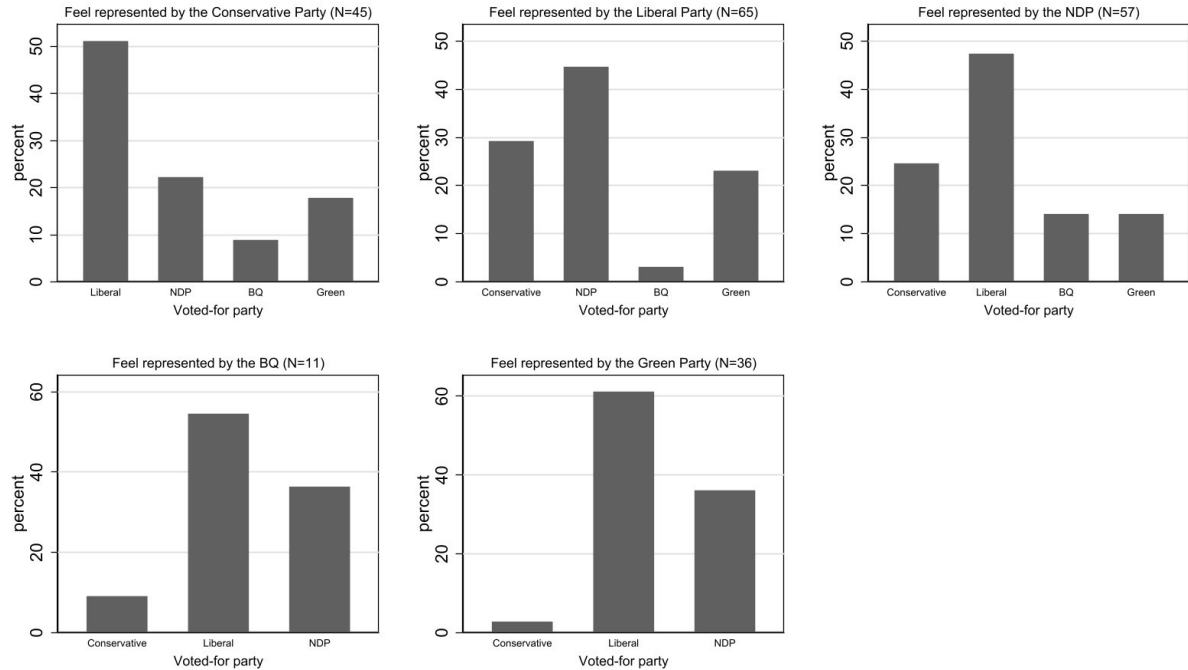 Feel represented by the Conservative Party (N=45)
percent
50
40
30
20
10
0
Liberal NDP BQ Green
Voted-for party
Feel represented by the Liberal Party (N=65)
percent
50
40
30
20
10
0
Conservative NDP BQ Green
Voted-for party
Feel represented by the NDP (N=57)
percent
50
40
30
20
10
0
Conservative Liberal BQ Green
Voted-for party
Feel represented by the BQ (N=11)
percent
60
40
20
0
Conservative Liberal NDP
Voted-for party
Feel represented by the Green Party (N=36)
percent
60
40
20
0
Conservative Liberal NDP
Voted-for party